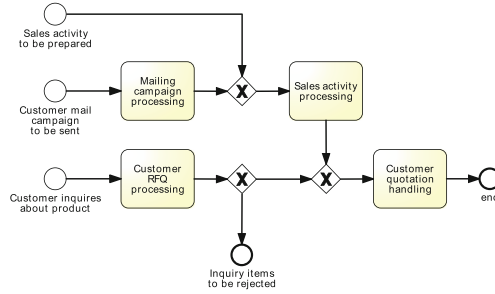 Sales activity
to be prepared
Mailing
campaign
processing
X
Sales activity
processing
Customer mail
campaign
to be sent
Customer
RFQ
processing
X
X
Customer
quotation
handling
Customer inquires
about product
end
Inquiry items
to be rejected